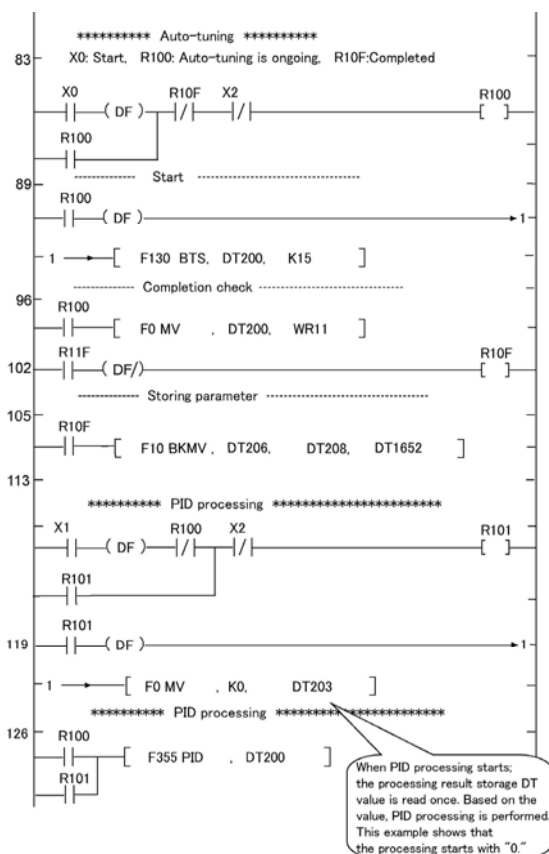 ********** Auto-tuning **********
83 X0: Start, R100: Auto-tuning is ongoing, R10F:Completed
X0 R10F X2 R100
( DF )
R100
---------- Start ----------
89
R100
( DF ) 1
1 [ F130 BTS, DT200, K15 ]
---------- Completion check ----------
96
R100
[ F0 MV , DT200, WR11 ]
R11F R10F
102 ( DF/)
---------- Storing parameter ----------
105
R10F
[ F10 BKMV , DT206, DT208, DT1652 ]
113
********** PID processing **********************
X1 R100 X2 R101
( DF )
R101
R101
119 ( DF ) 1
1 [ F0 MV , K0, DT203 ]
********** PID processing **********************
126
R100
[ F355 PID , DT200 ]
R101
When PID processing starts;
the processing result storage DT
value is read once. Based on the
value, PID processing is performed.
This example shows that
the processing starts with "0."